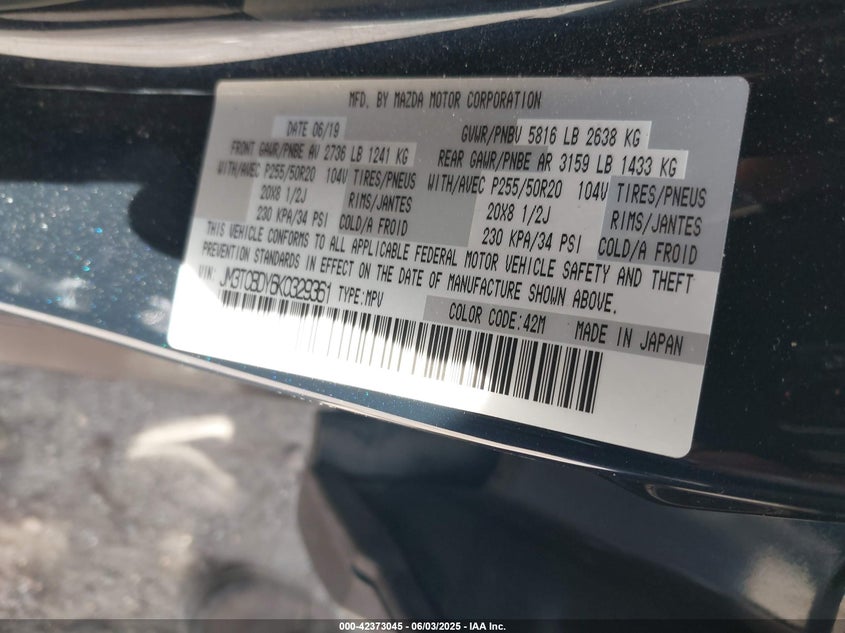 MFD. BY MAZDA MOTOR CORPORATION
DATE 06/19 GVWR/PNBV 5816 LB 2638 KG
FRONT GAWR/PNBE AV 2736 LB 1241 KG REAR GAWR/PNBE AR 3159 LB 1433 KG
WITH/AVEC P255/50R20 104V TIRES/PNEUS WITH/AVEC P255/50R20 104V TIRES/PNEUS
20X8 1/2J RIMS/JANTES 20X8 1/2J RIMS/JANTES
230 KPA/34 PSI COLD/A FROID 230 KPA/34 PSI COLD/A FROID
THIS VEHICLE CONFORMS TO ALL APPLICABLE FEDERAL MOTOR VEHICLE SAFETY AND THEFT
PREVENTION STANDARDS IN EFFECT ON THE DATE OF MANUFACTURE SHOWN ABOVE.
VIN: JM3TCBDY6K0329361 TYPE:MPV
COLOR CODE:42M MADE IN JAPAN
000-42373045 | 06/03/2025 - IAA Inc.